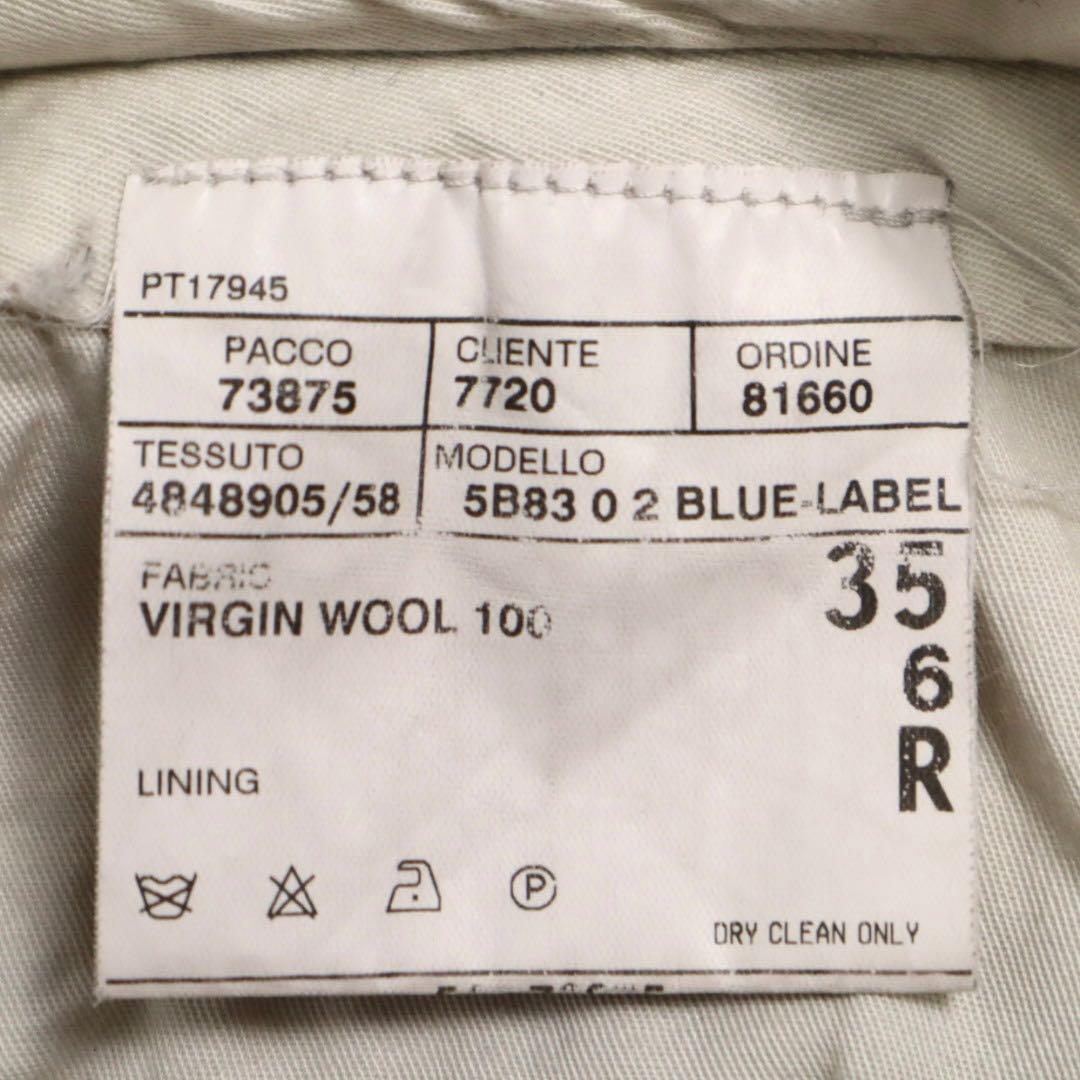 PT17945
PACCO CLIENTE ORDINE
73875 7720 81660
TESSUTO MODELLO
4848905/58 5B83 0 2 BLUE-LABEL
FABRIC
VIRGIN WOOL 100
35
6
R
LINING
P
DRY CLEAN ONLY